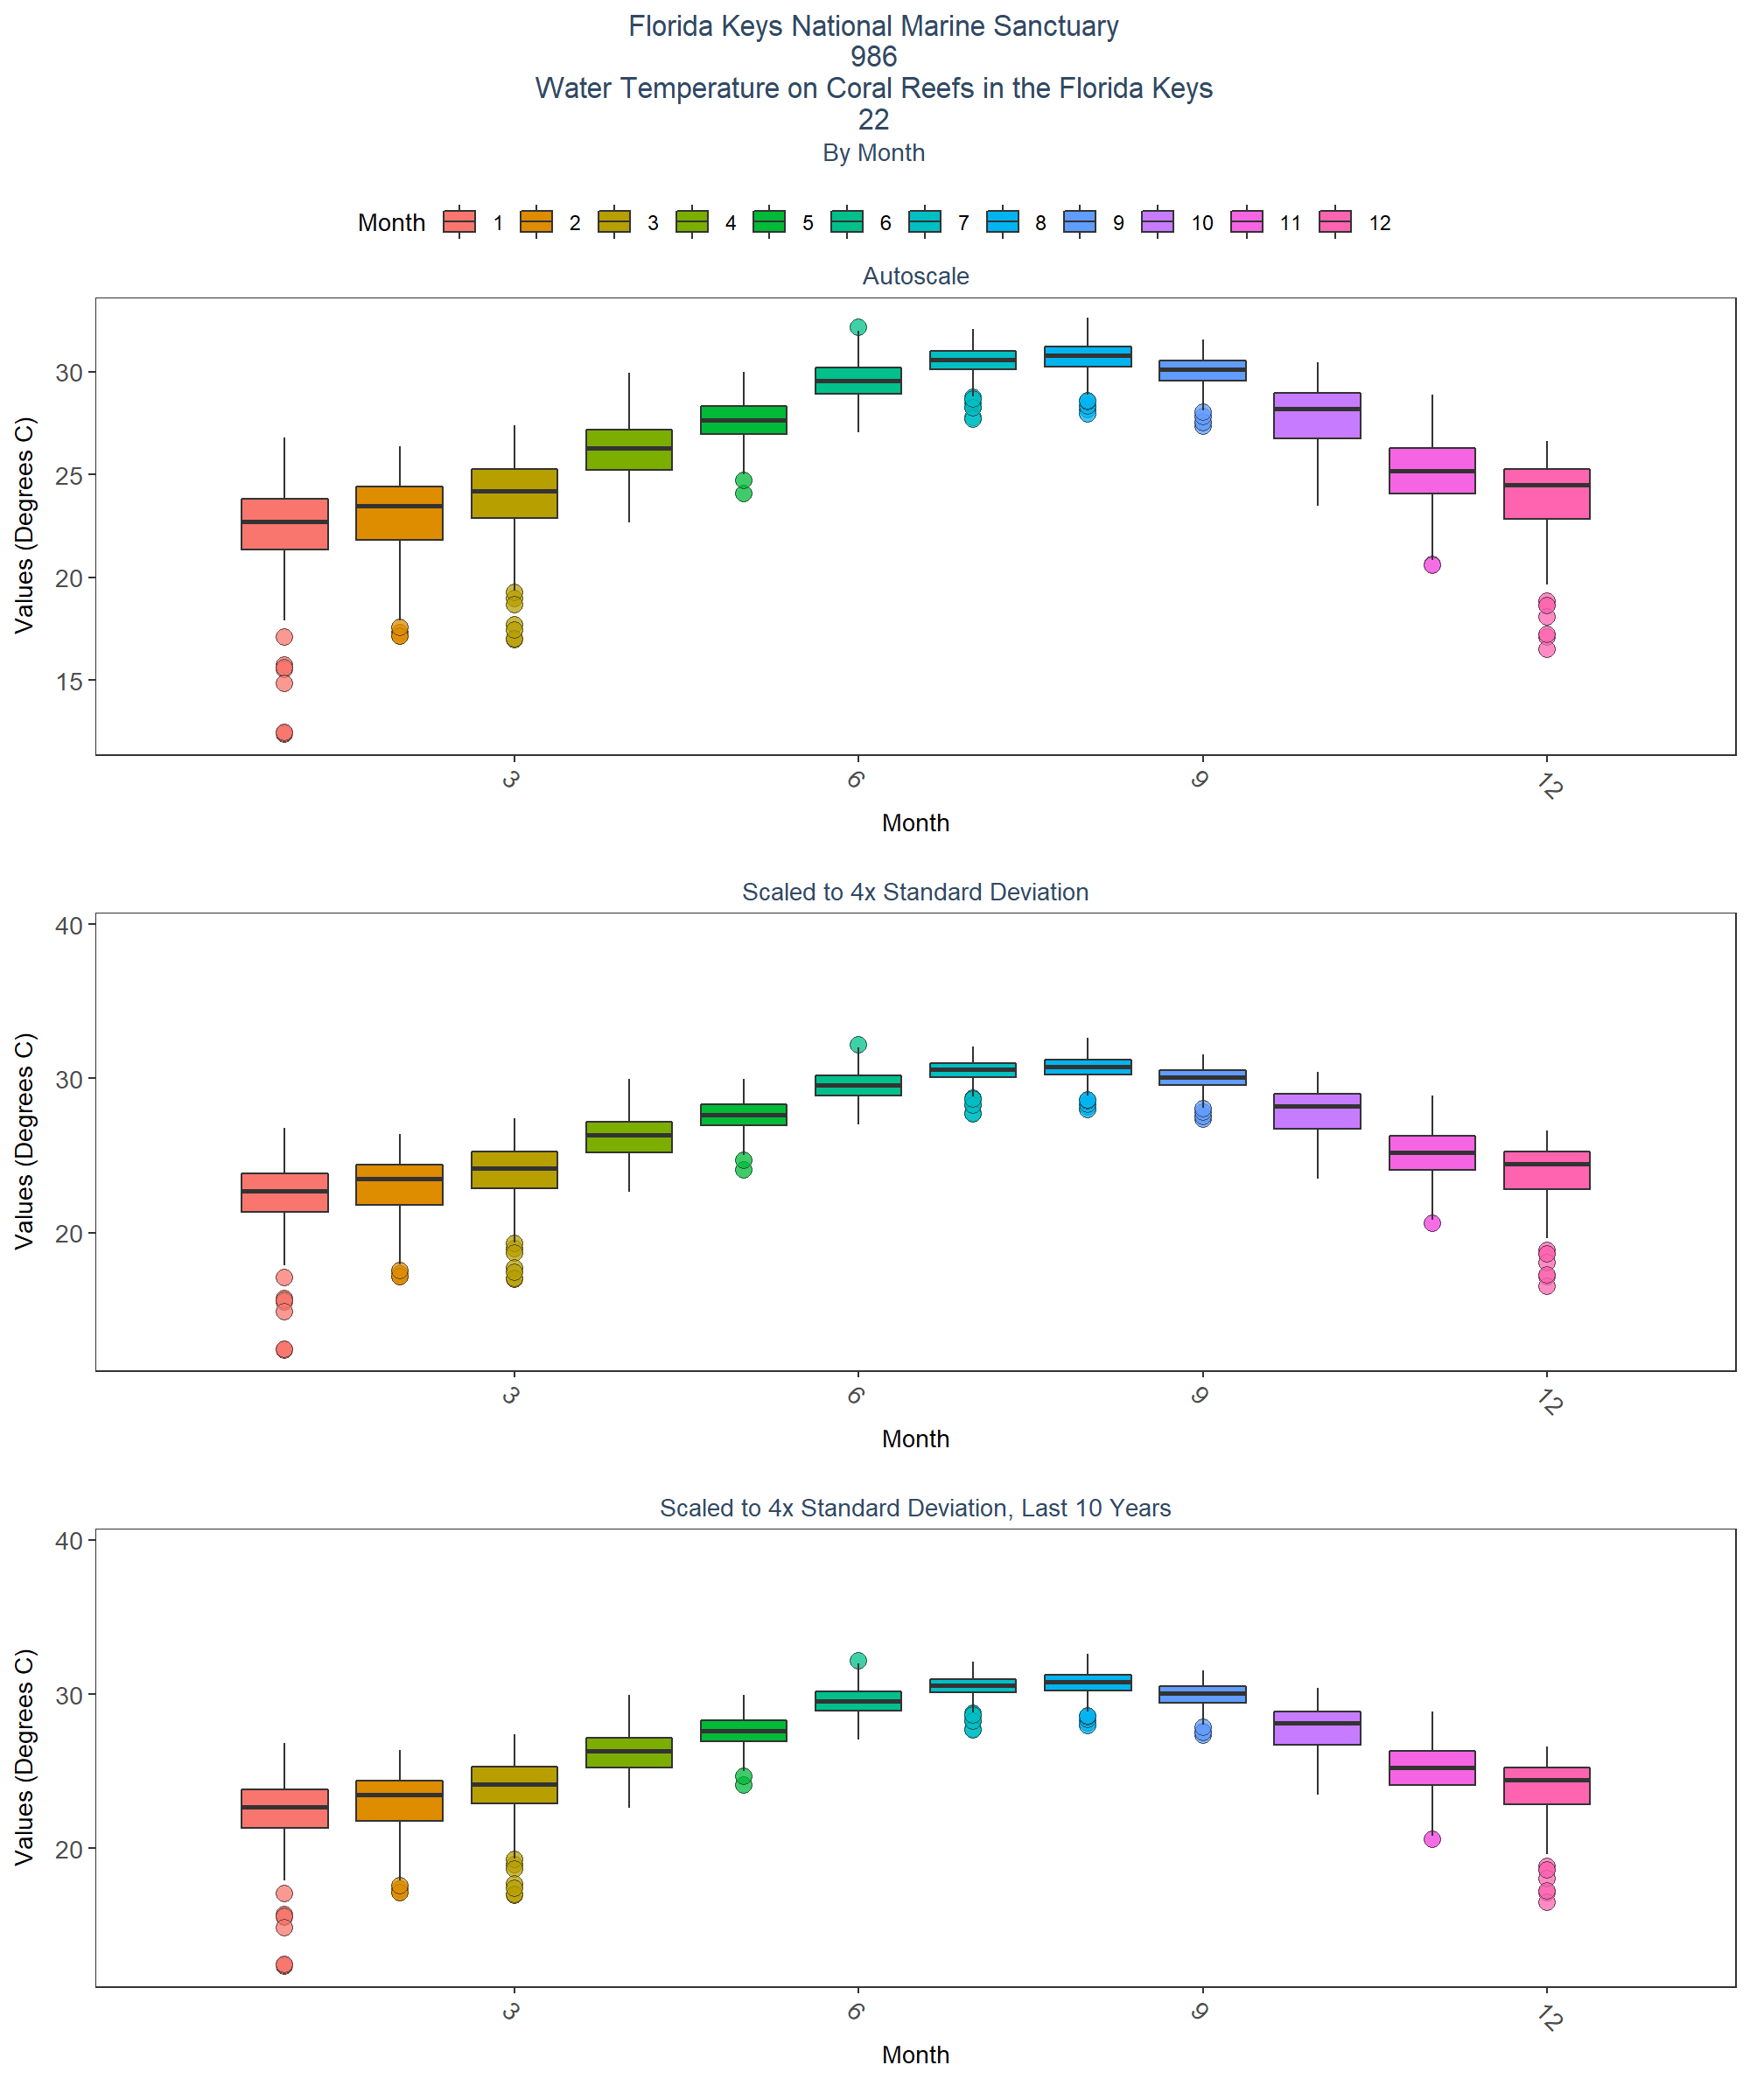 Florida Keys National Marine Sanctuary
986
Water Temperature on Coral Reefs in the Florida Keys
22
By Month
Month 1 2 3 4 5 6 7 8 9 10 11 12
Autoscale
Values (Degrees C)
30
25
20
15
3 6 9 12
Month
Scaled to 4x Standard Deviation
Values (Degrees C)
40
30
20
3 6 9 12
Month
Scaled to 4x Standard Deviation, Last 10 Years
Values (Degrees C)
40
30
20
3 6 9 12
Month